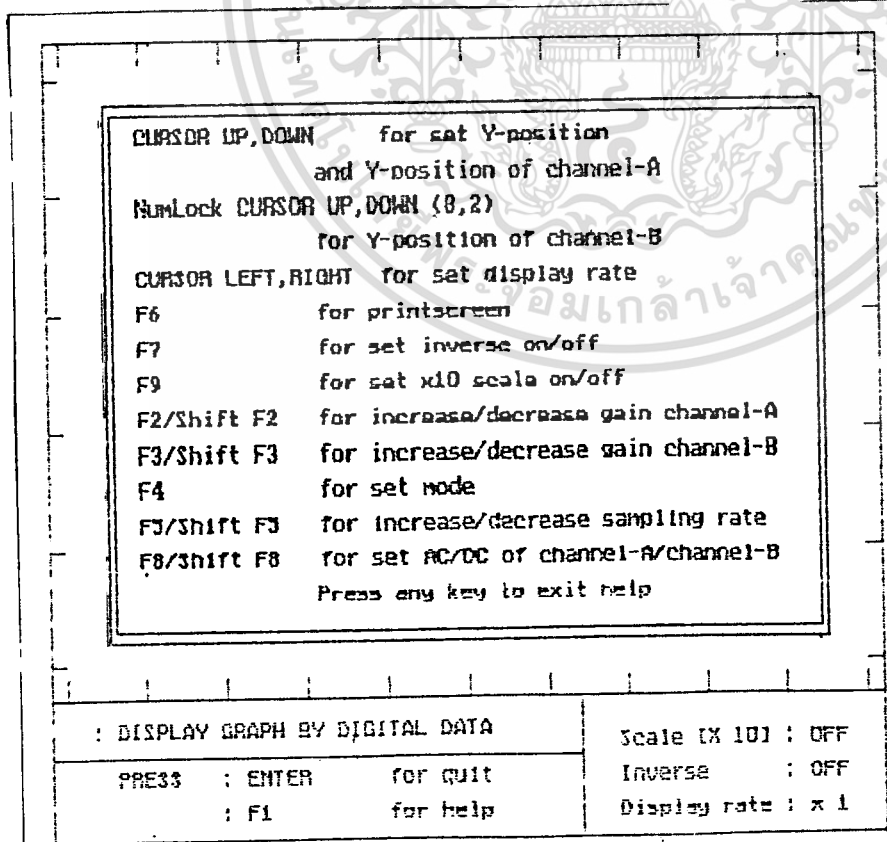 CURSOR UP,DOWN for set Y-position
and Y-position of channel-A
NumLock CURSOR UP,DOWN (8,2)
for Y-position of channel-B
CURSOR LEFT,RIGHT for set display rate
F6 for printscreen
F7 for set inverse on/off
F9 for set x10 scale on/off
F2/Shift F2 for increase/decrease gain channel-A
F3/Shift F3 for increase/decrease gain channel-B
F4 for set mode
F5/Shift F5 for increase/decrease sampling rate
F8/Shift F8 for set AC/DC of channel-A/channel-B
Press any key to exit help
: DISPLAY GRAPH BY DIGITAL DATA
PRESS : ENTER for quit
: F1 for help
Scale [X 10] : OFF
Inverse : OFF
Display rate : x 1